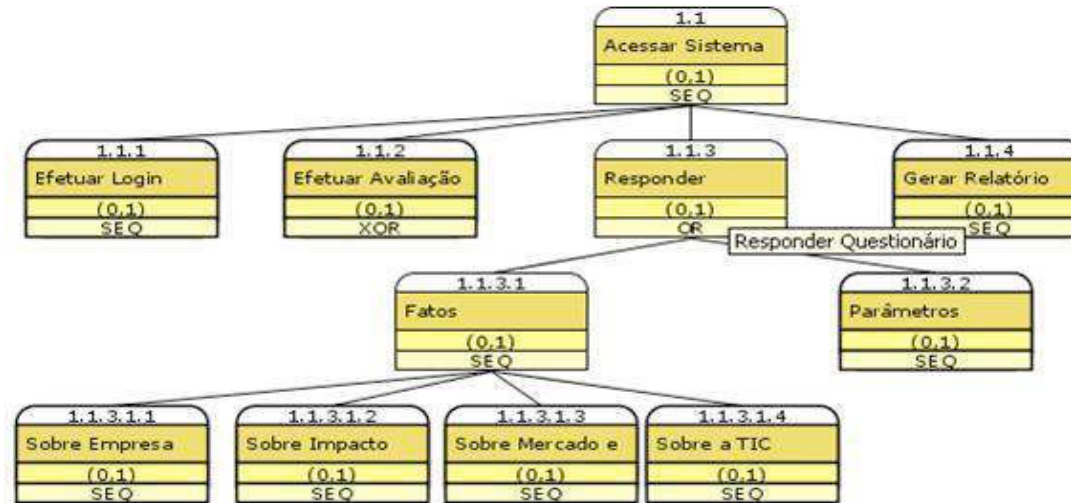 1.1
Acessar Sistema
(0,1)
SEQ
1.1.1
Efetuar Login
(0,1)
SEQ
1.1.2
Efetuar Avaliação
(0,1)
XOR
1.1.3
Responder
(0,1)
OR
1.1.4
Gerar Relatório
(0,1)
SEQ
Responder Questionário
1.1.3.1
Fatos
(0,1)
SEQ
1.1.3.2
Parâmetros
(0,1)
SEQ
1.1.3.1.1
Sobre Empresa
(0,1)
SEQ
1.1.3.1.2
Sobre Impacto
(0,1)
SEQ
1.1.3.1.3
Sobre Mercado e
(0,1)
SEQ
1.1.3.1.4
Sobre a TIC
(0,1)
SEQ